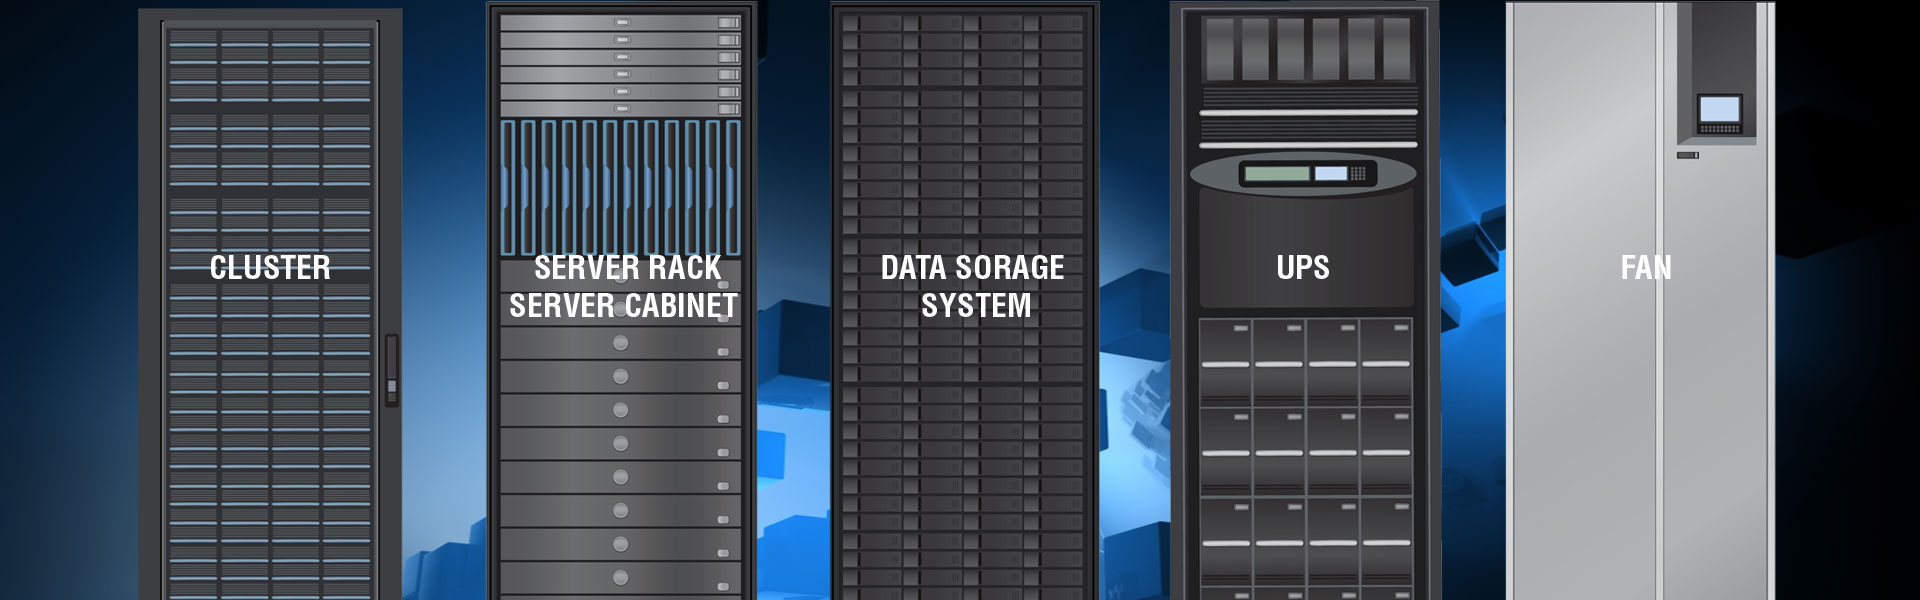 CLUSTER
SERVER RACK
SERVER CABINET
DATA SORAGE
SYSTEM
UPS
FAN